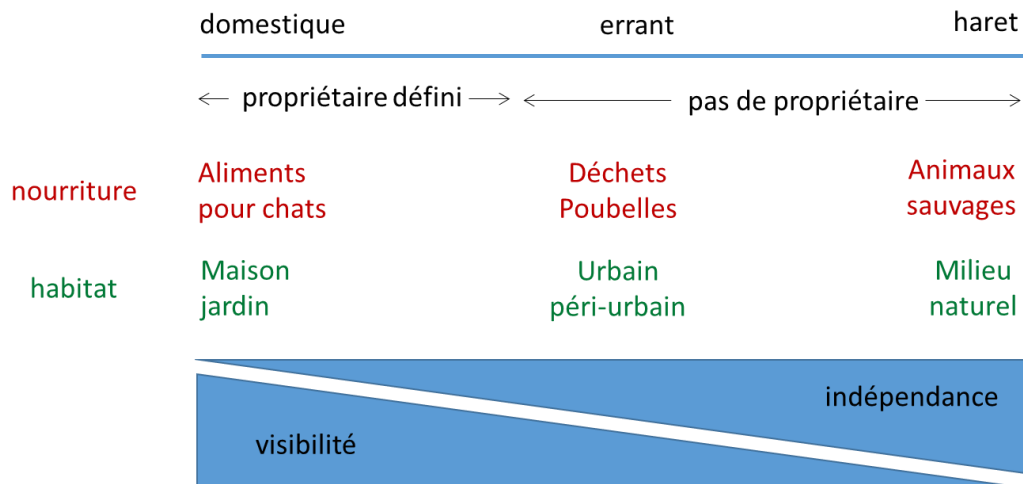 domestique errant haret
propriétaire défini pas de propriétaire
nourriture Aliments pour chats Déchets Poubelles Animaux sauvages
habitat Maison jardin Urbain péri-urbain Milieu naturel
indépendance
visibilité